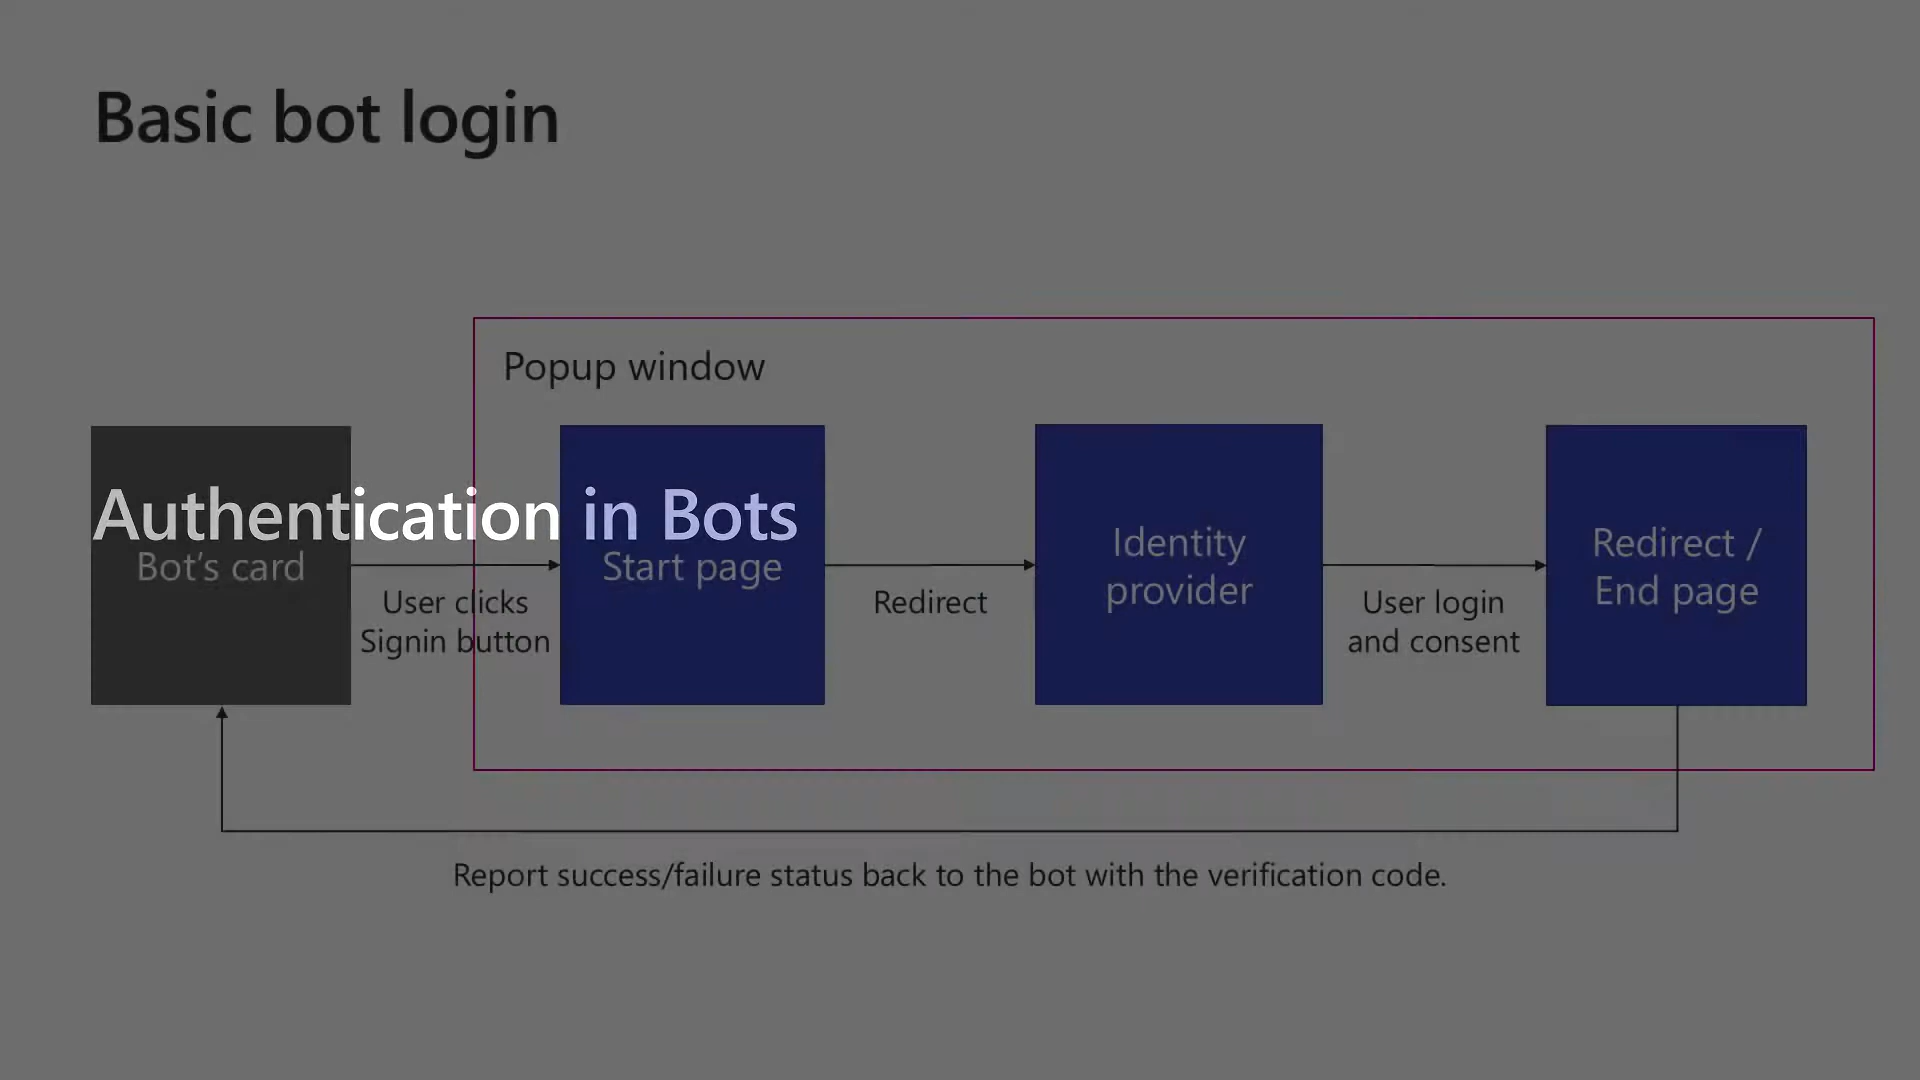 Basic bot login
Popup window
Authentication in Bots
Bot's card
User clicks
Signin button
Start page
Redirect
Identity
provider
User login
and consent
Redirect /
End page
Report success/failure status back to the bot with the verification code.